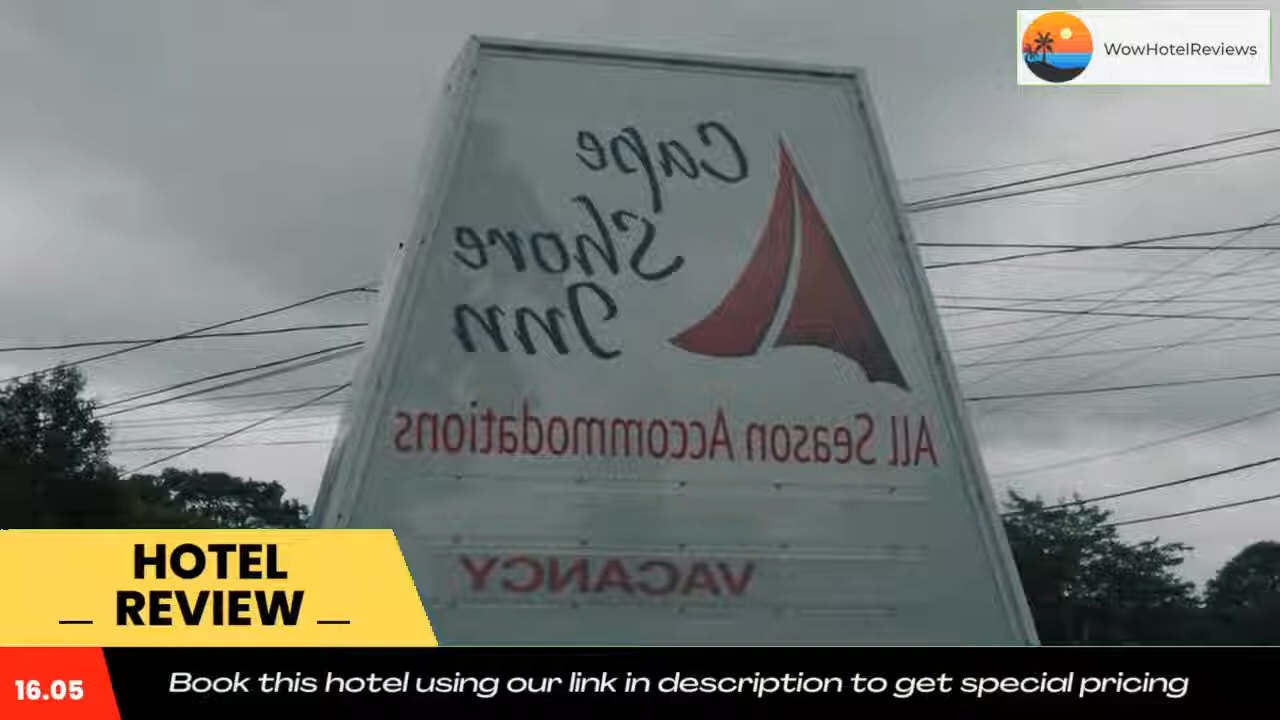 WowHotelReviews
Cape
Shore
Inn
All Season Accommodations
VACANCY
HOTEL
REVIEW
16.05
Book this hotel using our link in description to get special pricing